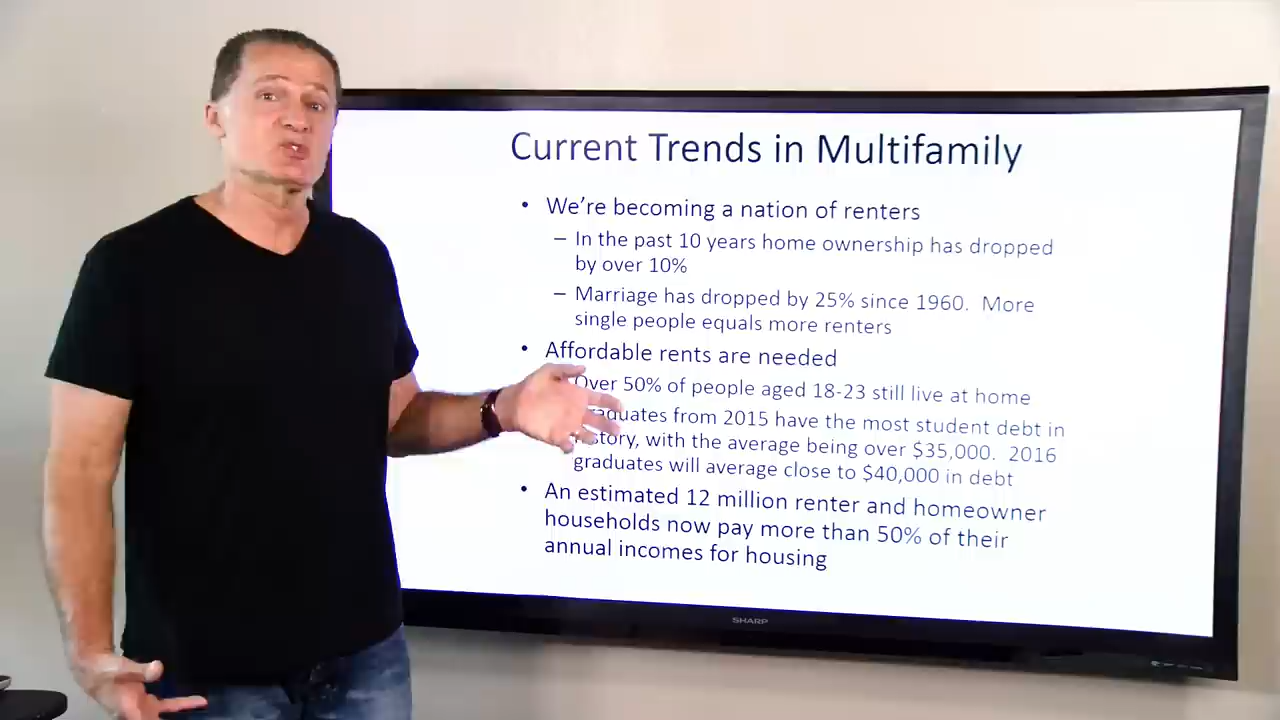 Current Trends in Multifamily
• We're becoming a nation of renters
– In the past 10 years home ownership has dropped
by over 10%
– Marriage has dropped by 25% since 1960. More
single people equals more renters
• Affordable rents are needed
Over 50% of people aged 18-23 still live at home
graduates from 2015 have the most student debt in
history, with the average being over $35,000. 2016
graduates will average close to $40,000 in debt
• An estimated 12 million renter and homeowner
households now pay more than 50% of their
annual incomes for housing
SHARP